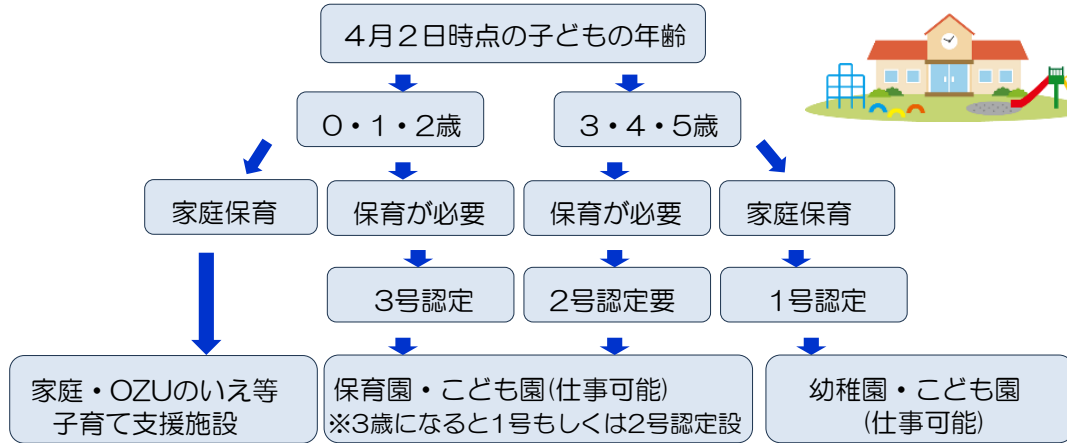 4月2日時点の子どもの年齢
0・1・2歳
3・4・5歳
家庭保育
保育が必要
保育が必要
家庭保育
3号認定
2号認定要
1号認定
家庭・OZUのいえ等
子育て支援施設
保育園・こども園(仕事可能)
※3歳になると1号もしくは2号認定設
幼稚園・こども園
(仕事可能)